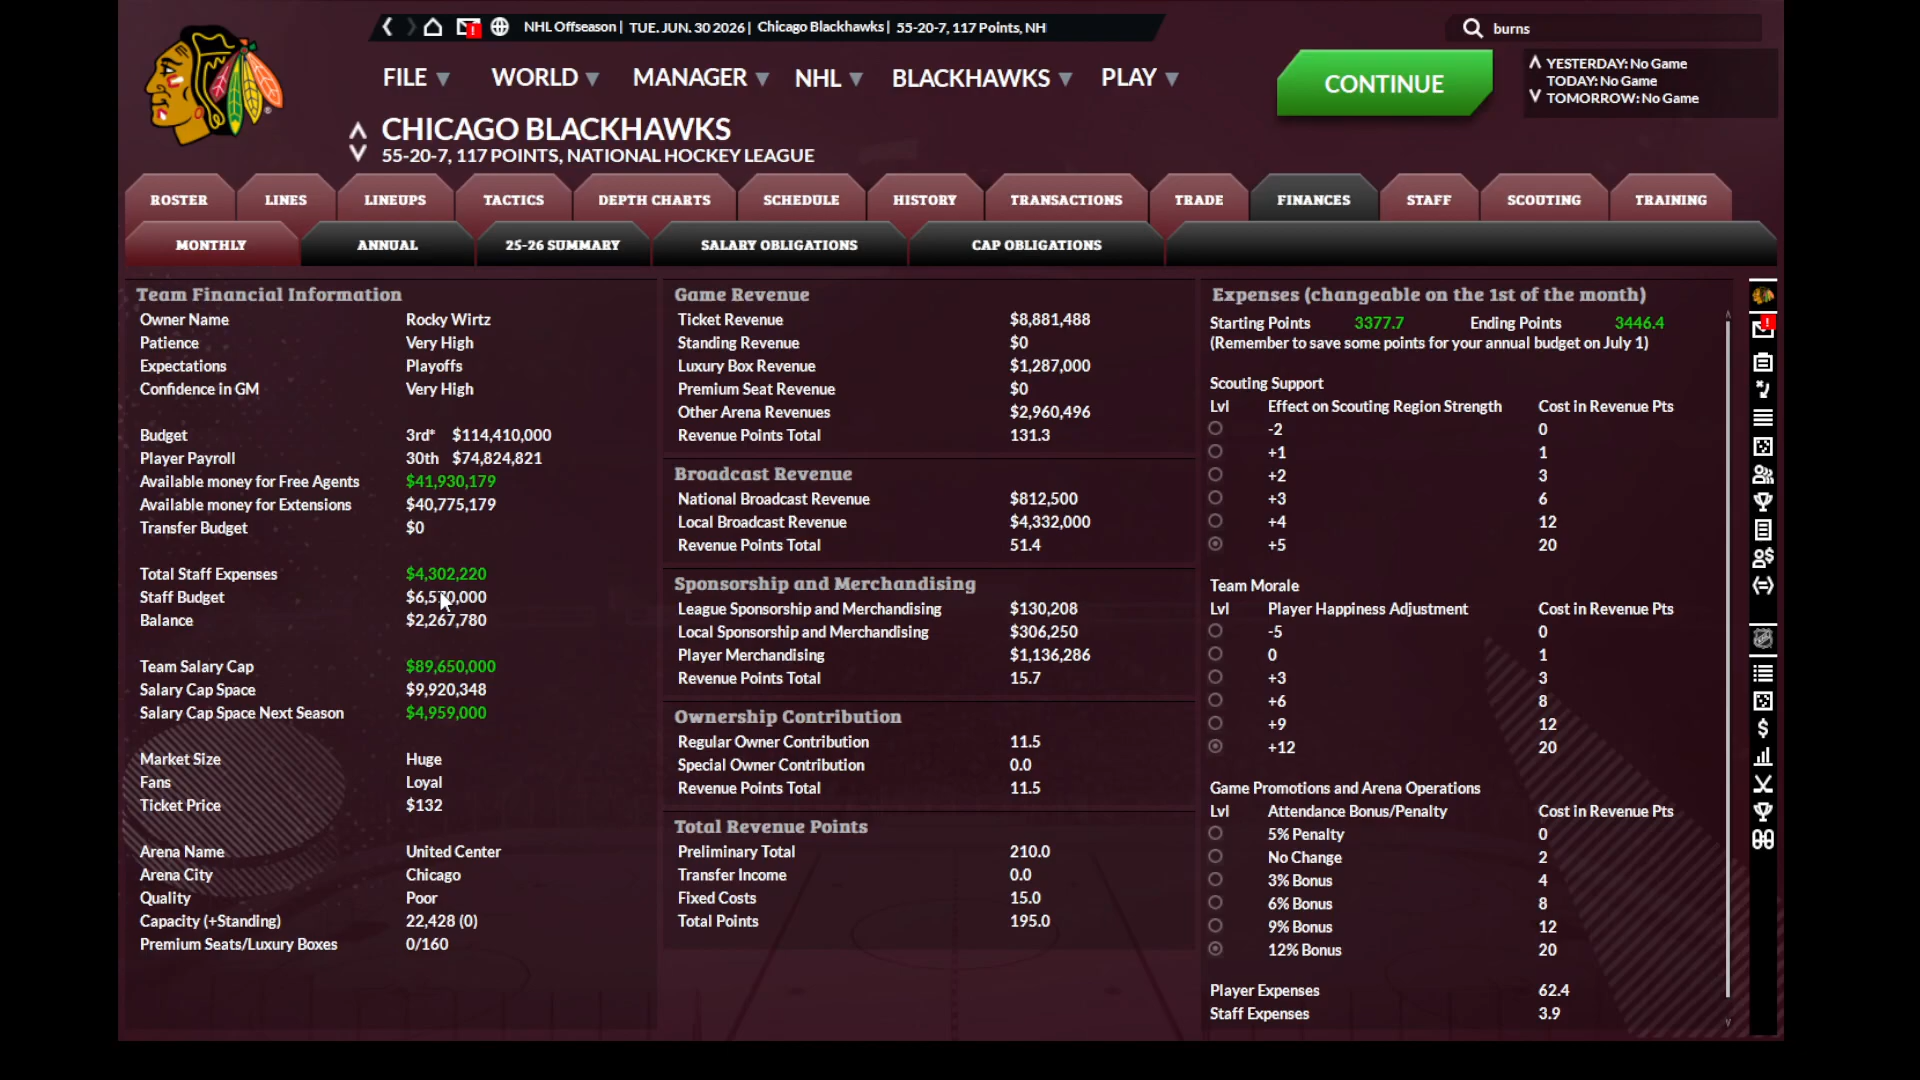 NHL Offseason | TUE. JUN. 30 2026 | Chicago Blackhawks | 55-20-7, 117 Points, NH
burns
FILE WORLD MANAGER NHL BLACKHAWKS PLAY
CONTINUE
YESTERDAY: No Game
TODAY: No Game
TOMORROW: No Game
CHICAGO BLACKHAWKS
55-20-7, 117 POINTS, NATIONAL HOCKEY LEAGUE
ROSTER LINES LINEUPS TACTICS DEPTH CHARTS SCHEDULE HISTORY TRANSACTIONS TRADE FINANCES STAFF SCOUTING TRAINING
MONTHLY ANNUAL 25-26 SUMMARY SALARY OBLIGATIONS CAP OBLIGATIONS
Team Financial Information
Owner Name Rocky Wirtz
Patience Very High
Expectations Playoffs
Confidence in GM Very High
Budget 3rd* $114,410,000
Player Payroll 30th $74,824,821
Available money for Free Agents $41,930,179
Available money for Extensions $40,775,179
Transfer Budget $0
Total Staff Expenses $4,302,220
Staff Budget $6,570,000
Balance $2,267,780
Team Salary Cap $89,650,000
Salary Cap Space $9,920,348
Salary Cap Space Next Season $4,959,000
Market Size Huge
Fans Loyal
Ticket Price $132
Arena Name United Center
Arena City Chicago
Quality Poor
Capacity (+Standing) 22,428 (0)
Premium Seats/Luxury Boxes 0/160
Game Revenue
Ticket Revenue $8,881,488
Standing Revenue $0
Luxury Box Revenue $1,287,000
Premium Seat Revenue $0
Other Arena Revenues $2,960,496
Revenue Points Total 131.3
Broadcast Revenue
National Broadcast Revenue $812,500
Local Broadcast Revenue $4,332,000
Revenue Points Total 51.4
Sponsorship and Merchandising
League Sponsorship and Merchandising $130,208
Local Sponsorship and Merchandising $306,250
Player Merchandising $1,136,286
Revenue Points Total 15.7
Ownership Contribution
Regular Owner Contribution 11.5
Special Owner Contribution 0.0
Revenue Points Total 11.5
Total Revenue Points
Preliminary Total 210.0
Transfer Income 0.0
Fixed Costs 15.0
Total Points 195.0
Expenses (changeable on the 1st of the month)
Starting Points 3377.7 Ending Points 3446.4
(Remember to save some points for your annual budget on July 1)
Scouting Support
Lvl Effect on Scouting Region Strength Cost in Revenue Pts
-2 0
+1 1
+2 3
+3 6
+4 12
+5 20
Team Morale
Lvl Player Happiness Adjustment Cost in Revenue Pts
-5 0
0 1
+3 3
+6 8
+9 12
+12 20
Game Promotions and Arena Operations
Lvl Attendance Bonus/Penalty Cost in Revenue Pts
5% Penalty 0
No Change 2
3% Bonus 4
6% Bonus 8
9% Bonus 12
12% Bonus 20
Player Expenses 62.4
Staff Expenses 3.9